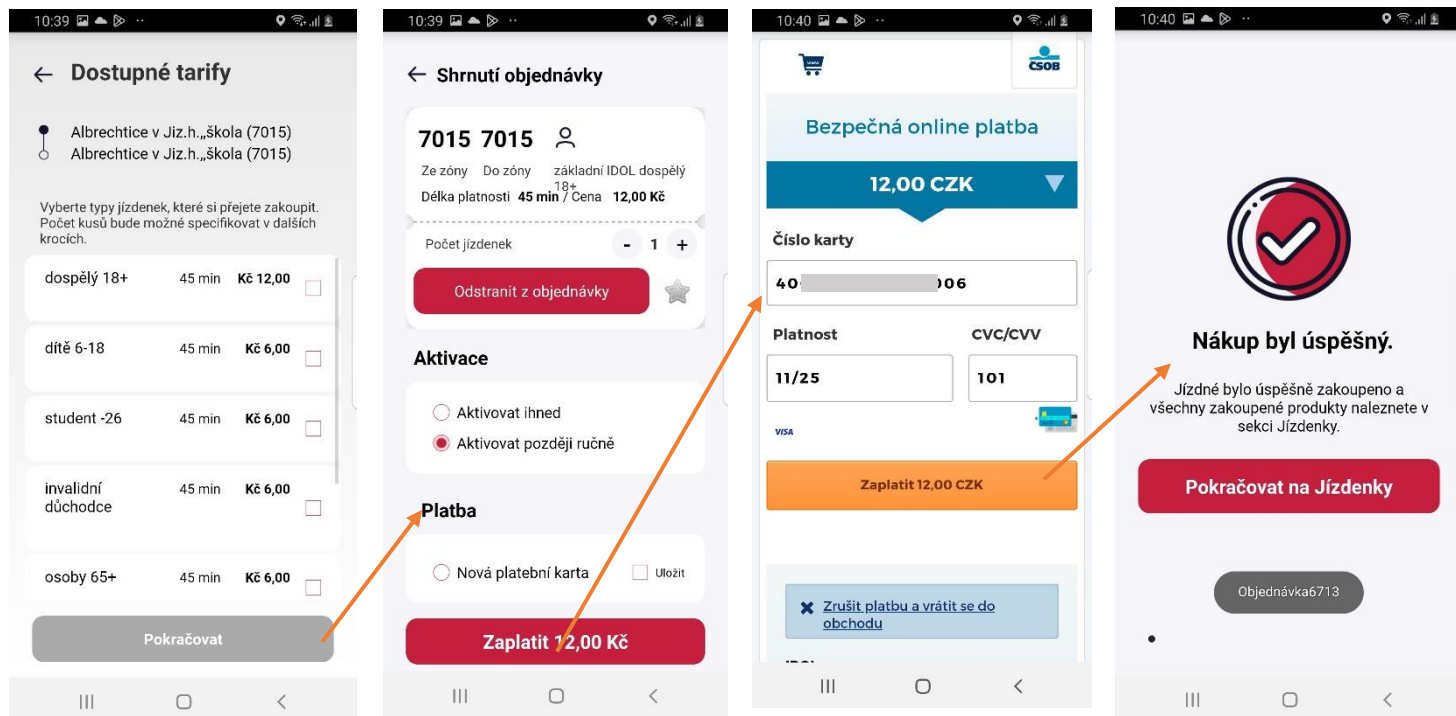 10:39
Dostupné tarify
Albrechtice v Jiz.h.,,škola (7015)
Albrechtice v Jiz.h.,,škola (7015)
Vyberte typy jízdenek, které si přejete zakoupit.
Počet kusů bude možné specifikovat v dalších
krocích.
dospělý 18+ 45 min Kč 12,00
dítě 6-18 45 min Kč 6,00
student -26 45 min Kč 6,00
invalidní 45 min Kč 6,00
důchodce
osoby 65+ 45 min Kč 6,00
Pokračovat
10:39
Shrnutí objednávky
7015 7015
Ze zóny Do zóny základní IDOL dospělý
18+
Délka platnosti 45 min / Cena 12,00 Kč
Počet jízdenek - 1 +
Odstranit z objednávky
Aktivace
Aktivovat ihned
Aktivovat později ručně
Platba
Nová platební karta Uložit
Zaplatit 12,00 Kč
10:40
ČSOB
Bezpečná online platba
12,00 CZK
Číslo karty
40 006
Platnost CVC/CVV
11/25 101
VISA
Zaplatit 12,00 CZK
Zrušit platbu a vrátit se do
obchodu
10:40
Nákup byl úspěšný.
Jízdné bylo úspěšně zakoupeno a
všechny zakoupené produkty naleznete v
sekci Jízdenky.
Pokračovat na Jízdenky
Objednávka6713